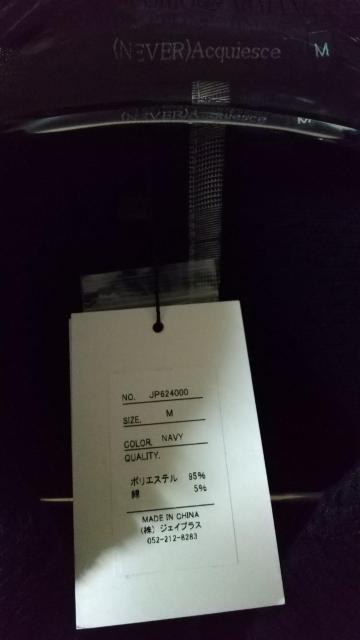 (NEVER)Acquiesce M
(NEVER)Acquiesce M
NO. JP624000
SIZE. M
COLOR. NAVY
QUALITY.
ポリエステル 95%
綿 5%
MADE IN CHINA
(株) ジェイプラス
052-212-8283